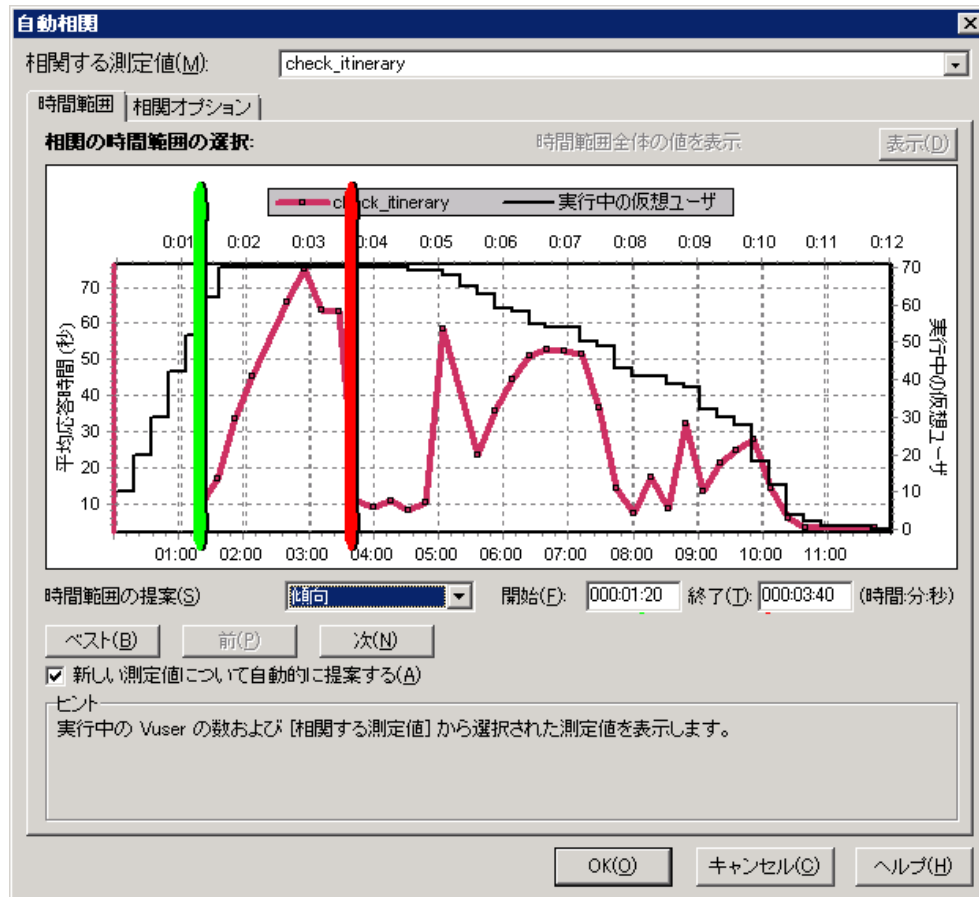 自動相関
相関する測定値(M): check_itinerary
時間範囲 相関オプション
相関の時間範囲の選択: 時間範囲全体の値を表示 表示(D)
check_itinerary 実行中の仮想ユーザ
0:01 0:02 0:03 0:04 0:05 0:06 0:07 0:08 0:09 0:10 0:11 0:12
平均応答時間(秒)
70
60
50
40
30
20
10
70
60
50
40
30
20
10
0
実行中の仮想ユーザ
01:00 02:00 03:00 04:00 05:00 06:00 07:00 08:00 09:00 10:00 11:00
時間範囲の提案(S) 傾向 開始(F): 000:01:20 終了(T): 000:03:40 (時間:分:秒)
ベスト(B) 前(P) 次(N)
新しい測定値について自動的に提案する(A)
ヒント
実行中の Vuser の数および [相関する測定値] から選択された測定値を表示します。
OK(O) キャンセル(C) ヘルプ(H)